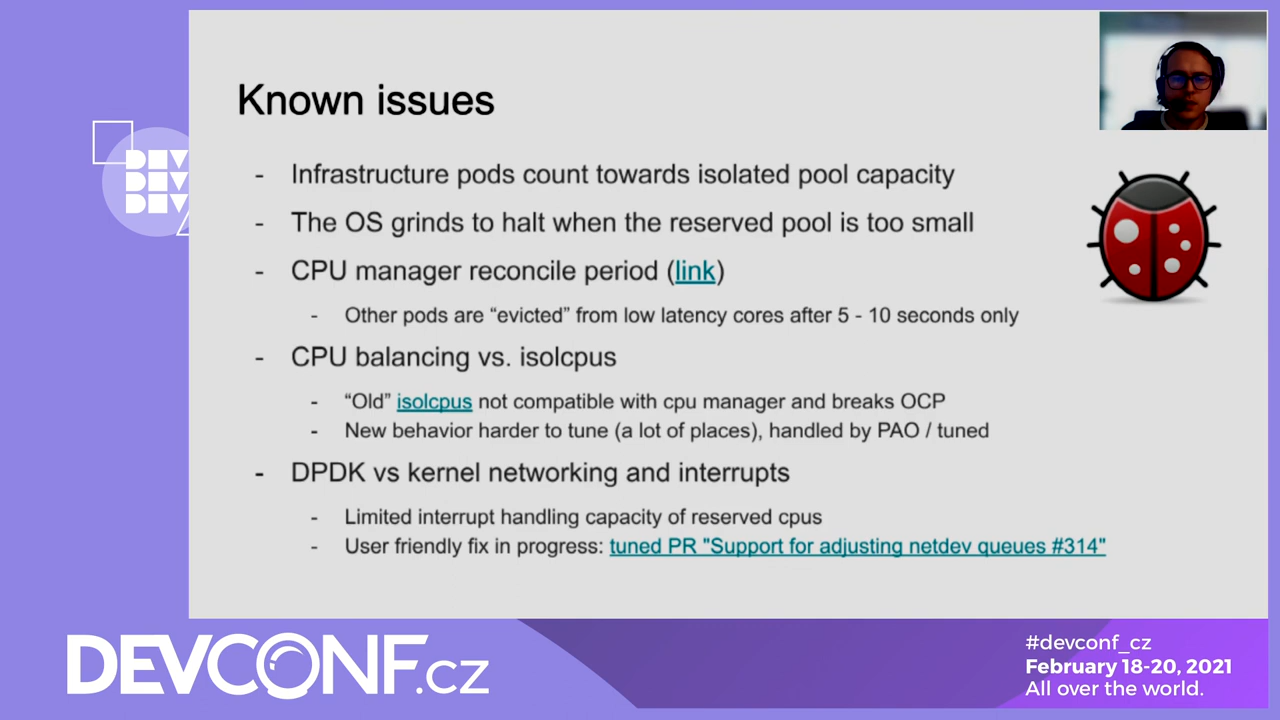 Known issues
- Infrastructure pods count towards isolated pool capacity
- The OS grinds to halt when the reserved pool is too small
- CPU manager reconcile period (link)
- Other pods are “evicted” from low latency cores after 5 - 10 seconds only
- CPU balancing vs. isolcpus
- “Old” isolcpus not compatible with cpu manager and breaks OCP
- New behavior harder to tune (a lot of places), handled by PAO / tuned
- DPDK vs kernel networking and interrupts
- Limited interrupt handling capacity of reserved cpus
- User friendly fix in progress: tuned PR "Support for adjusting netdev queues #314"
DEV
DEV
DEV
DEVCONF.cz
#devconf_cz
February 18-20, 2021
All over the world.